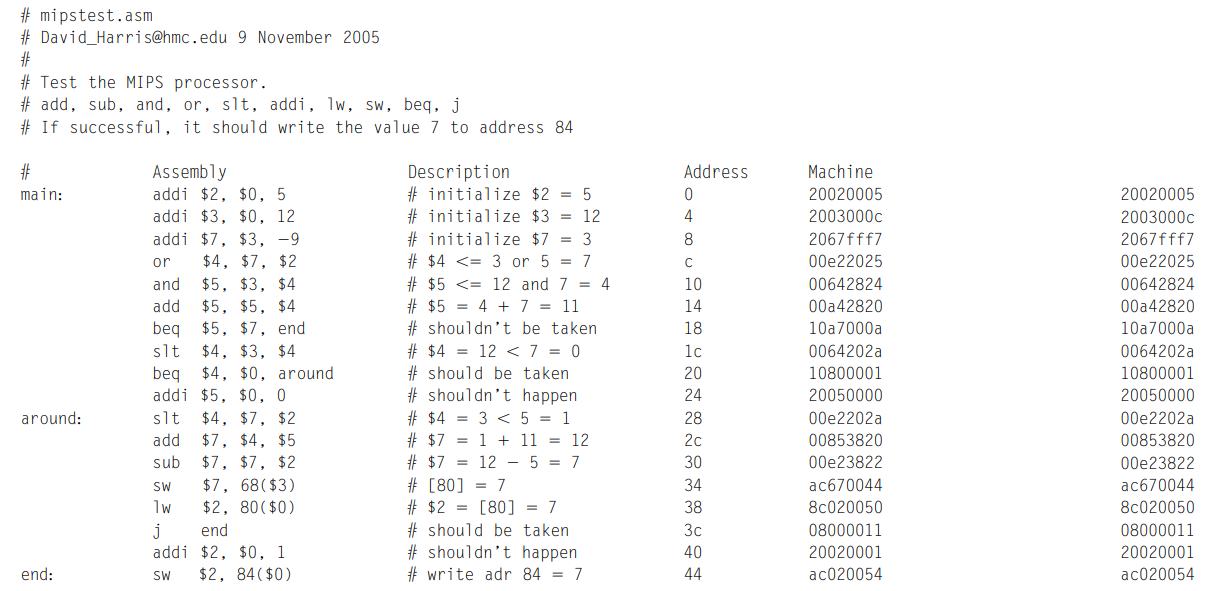 # mipstest.asm
# David_Harris@hmc.edu 9 November 2005
#
# Test the MIPS processor.
# add, sub, and, or, slt, addi, lw, sw, beq, j
# If successful, it should write the value 7 to address 84
# Assembly Description Address Machine
main: addi $2, $0, 5 # initialize $2 = 5 0 20020005 20020005
addi $3, $0, 12 # initialize $3 = 12 4 2003000c 2003000c
addi $7, $3, −9 # initialize $7 = 3 8 2067fff7 2067fff7
or $4, $7, $2 # $4 <= 3 or 5 = 7 c 00e22025 00e22025
and $5, $3, $4 # $5 <= 12 and 7 = 4 10 00642824 00642824
add $5, $5, $4 # $5 = 4 + 7 = 11 14 00a42820 00a42820
beq $5, $7, end # shouldn't be taken 18 10a7000a 10a7000a
slt $4, $3, $4 # $4 = 12 < 7 = 0 1c 0064202a 0064202a
beq $4, $0, around # should be taken 20 10800001 10800001
addi $5, $0, 0 # shouldn't happen 24 20050000 20050000
around: slt $4, $7, $2 # $4 = 3 < 5 = 1 28 00e2202a 00e2202a
add $7, $4, $5 # $7 = 1 + 11 = 12 2c 00853820 00853820
sub $7, $7, $2 # $7 = 12 − 5 = 7 30 00e23822 00e23822
sw $7, 68($3) # [80] = 7 34 ac670044 ac670044
lw $2, 80($0) # $2 = [80] = 7 38 8c020050 8c020050
j end # should be taken 3c 08000011 08000011
addi $2, $0, 1 # shouldn't happen 40 20020001 20020001
end: sw $2, 84($0) # write adr 84 = 7 44 ac020054 ac020054